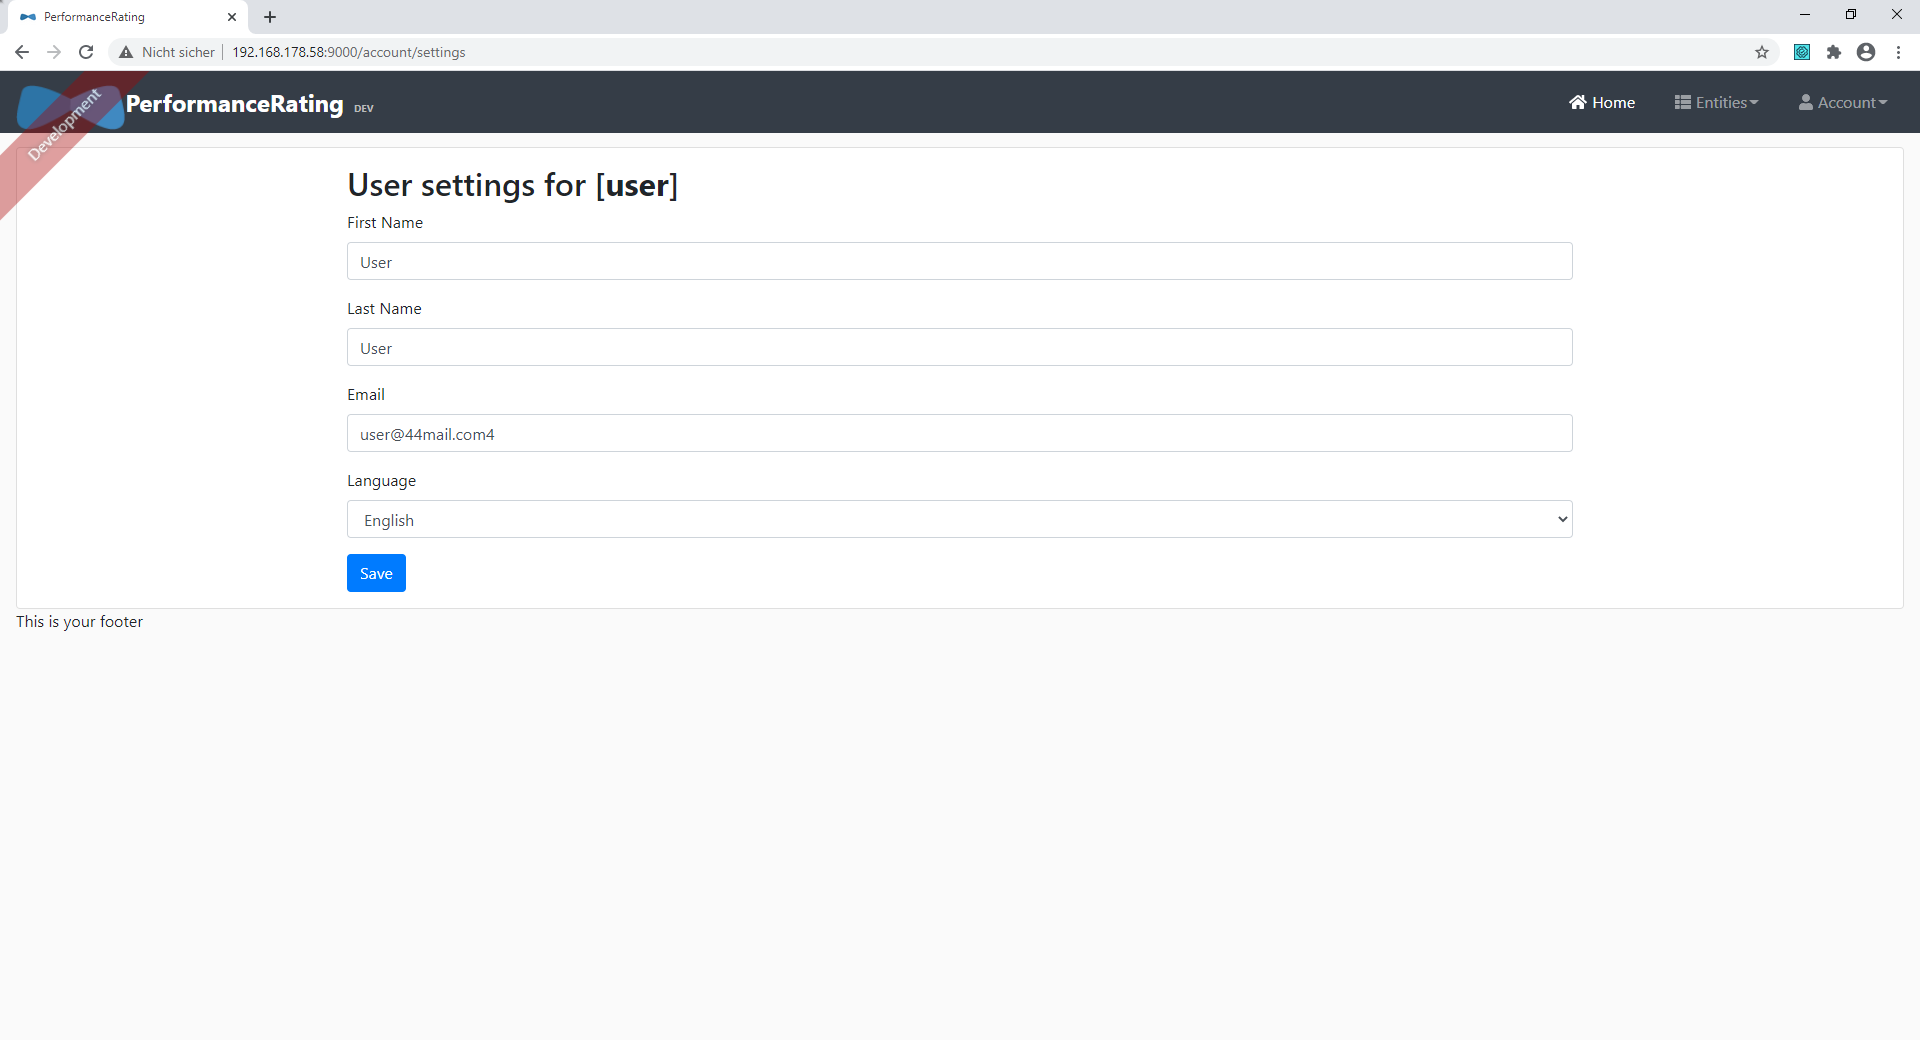 PerformanceRating
Nicht sicher 192.168.178.58:9000/account/settings
Development
PerformanceRating DEV
Home Entities Account
User settings for [user]
First Name
User
Last Name
User
Email
user@44mail.com4
Language
English
Save
This is your footer